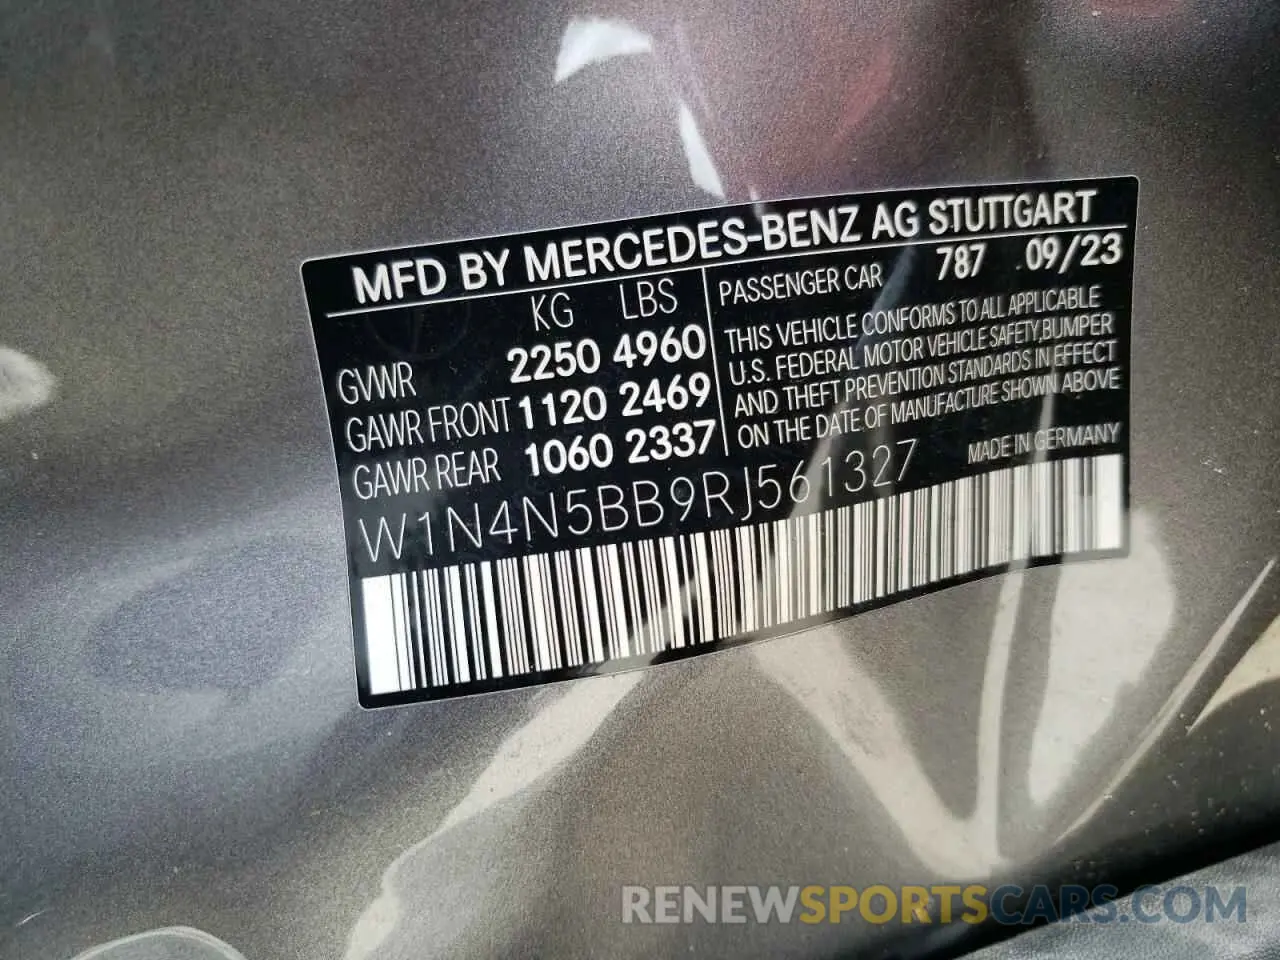 MFD BY MERCEDES-BENZ AG STUTTGART
KG LBS
GVWR 2250 4960
GAWR FRONT 1120 2469
GAWR REAR 1060 2337
PASSENGER CAR 787 09/23
THIS VEHICLE CONFORMS TO ALL APPLICABLE
U.S. FEDERAL MOTOR VEHICLE SAFETY,BUMPER
AND THEFT PREVENTION STANDARDS IN EFFECT
ON THE DATE OF MANUFACTURE SHOWN ABOVE
MADE IN GERMANY
W1N4N5BB9RJ561327
RENEWSPORTSCARS.COM